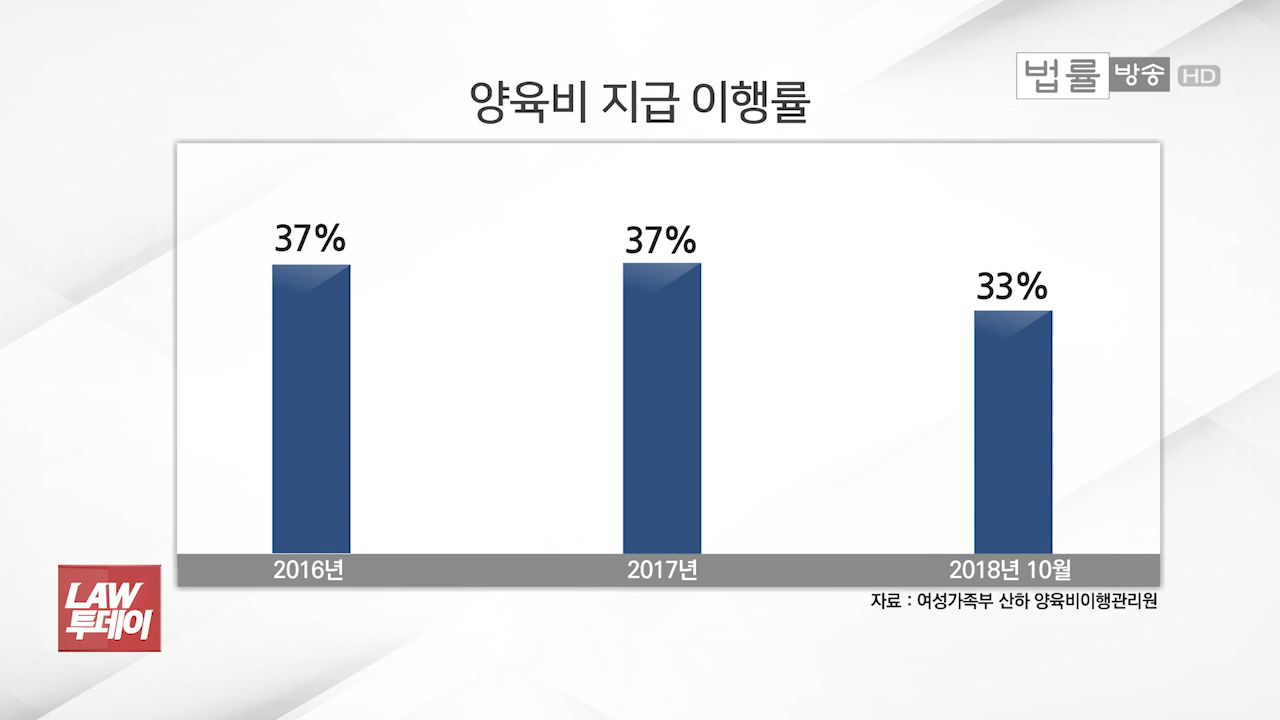 법률방송 HD
양육비 지급 이행률
37%
37%
33%
2016년
2017년
2018년 10월
자료 : 여성가족부 산하 양육비이행관리원
LAW
투데이